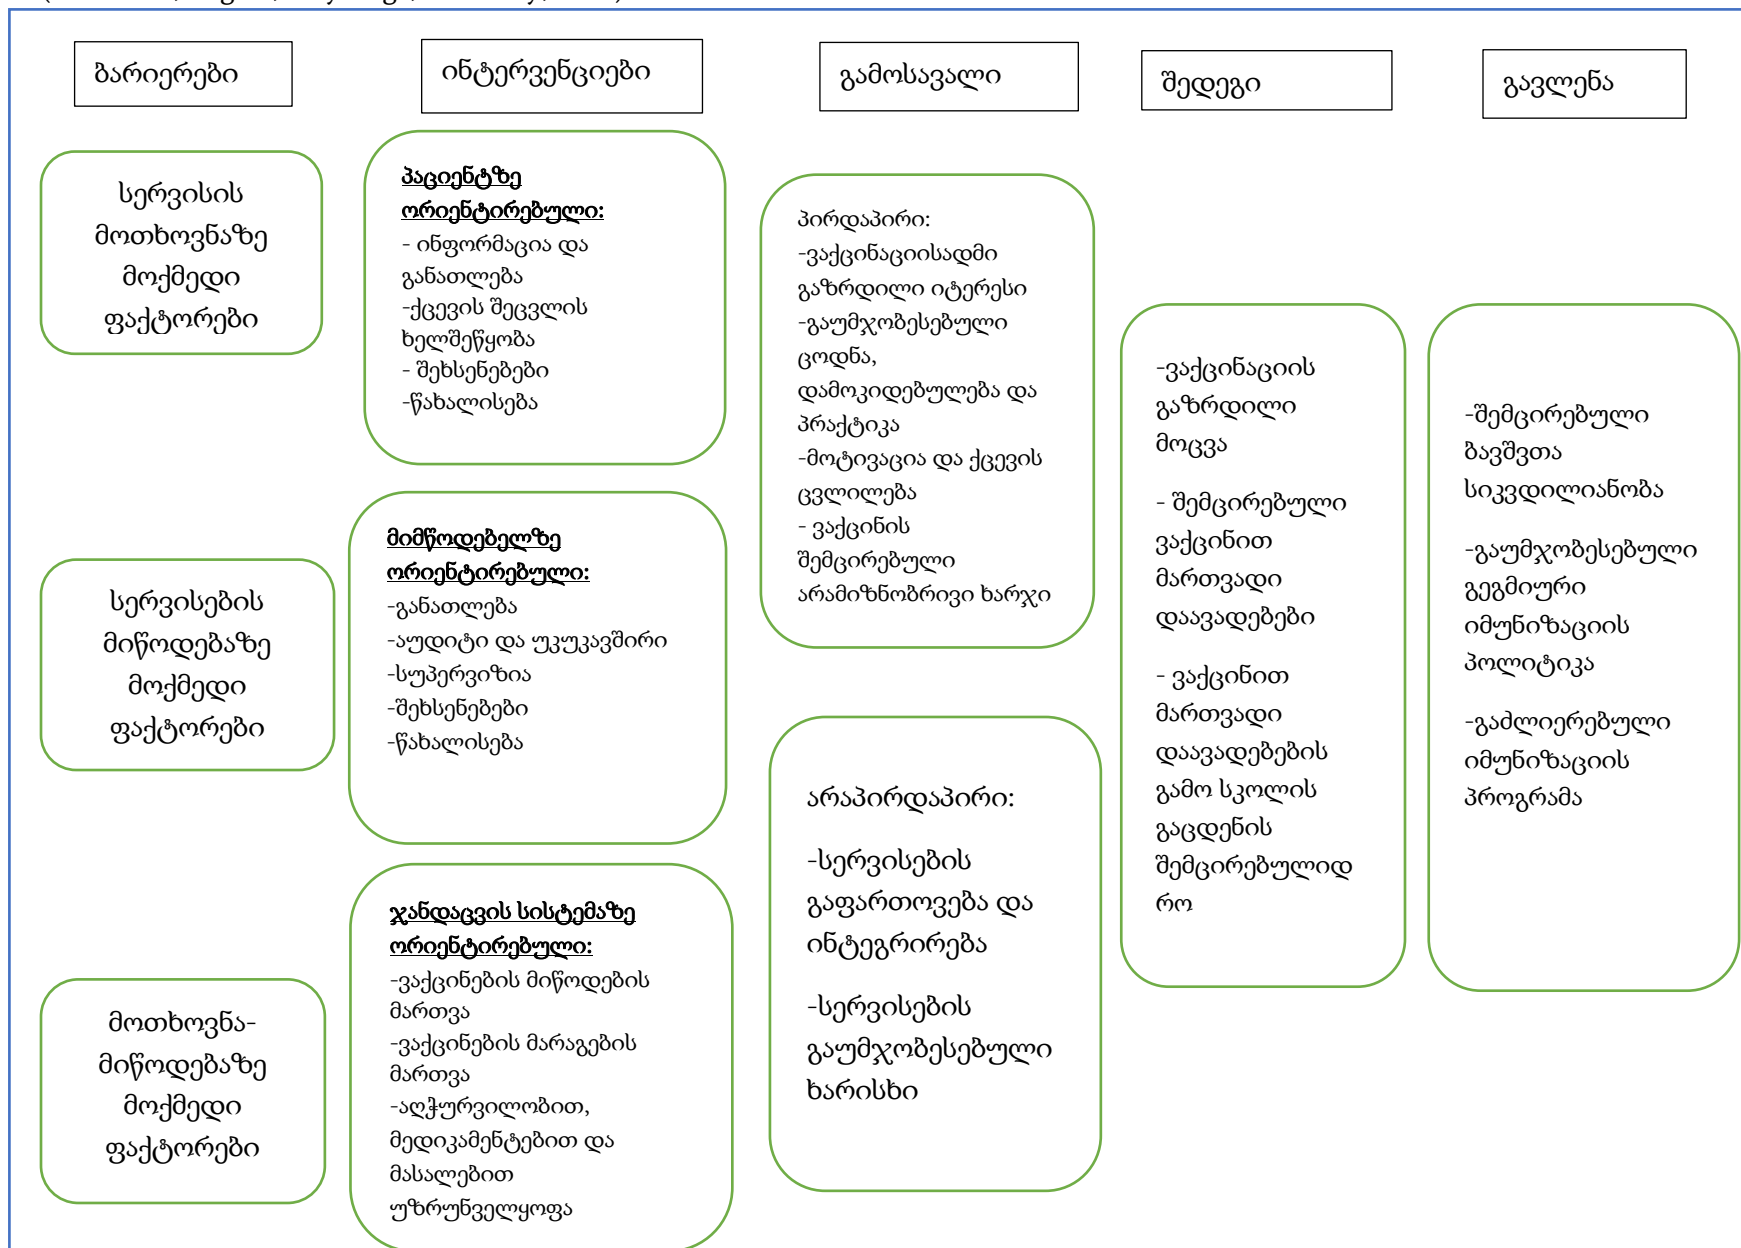 ბარიერები
ინტერვენციები
გამოსავალი
შედეგი
გავლენა
სერვისის
მოთხოვნაზე
მოქმედი
ფაქტორები
სერვისების
მიწოდებაზე
მოქმედი
ფაქტორები
მოთხოვნა-
მიწოდებაზე
მოქმედი
ფაქტორები
პაციენტზე
ორიენტირებული:
- ინფორმაცია და
განათლება
-ქცევის შეცვლის
ხელშეწყობა
- შეხსენებები
-წახალისება
მიმწოდებელზე
ორიენტირებული:
-განათლება
-აუდიტი და უკუკავშირი
-სუპერვიზია
-შეხსენებები
-წახალისება
ჯანდაცვის სისტემაზე
ორიენტირებული:
-ვაქცინების მიწოდების
მართვა
-ვაქცინების მარაგების
მართვა
-აღჭურვილობით,
მედიკამენტებით და
მასალებით
უზრუნველყოფა
პირდაპირი:
-ვაქცინაციისადმი
გაზრდილი იტერესი
-გაუმჯობესებული
ცოდნა,
დამოკიდებულება და
პრაქტიკა
-მოტივაცია და ქცევის
ცვლილება
- ვაქცინის
შემცირებული
არამიზნობრივი ხარჯი
არაპირდაპირი:
-სერვისების
გაფართოვება და
ინტეგრირება
-სერვისების
გაუმჯობესებული
ხარისხი
-ვაქცინაციის
გაზრდილი
მოცვა
- შემცირებული
ვაქცინით
მართვადი
დაავადებები
- ვაქცინით
მართვადი
დაავადებების
გამო სკოლის
გაცდენის
შემცირებულიდ
რო
-შემცირებული
ბავშვთა
სიკვდილიანობა
-გაუმჯობესებული
გეგმიური
იმუნიზაციის
პოლიტიკა
-გაძლიერებული
იმუნიზაციის
პროგრამა